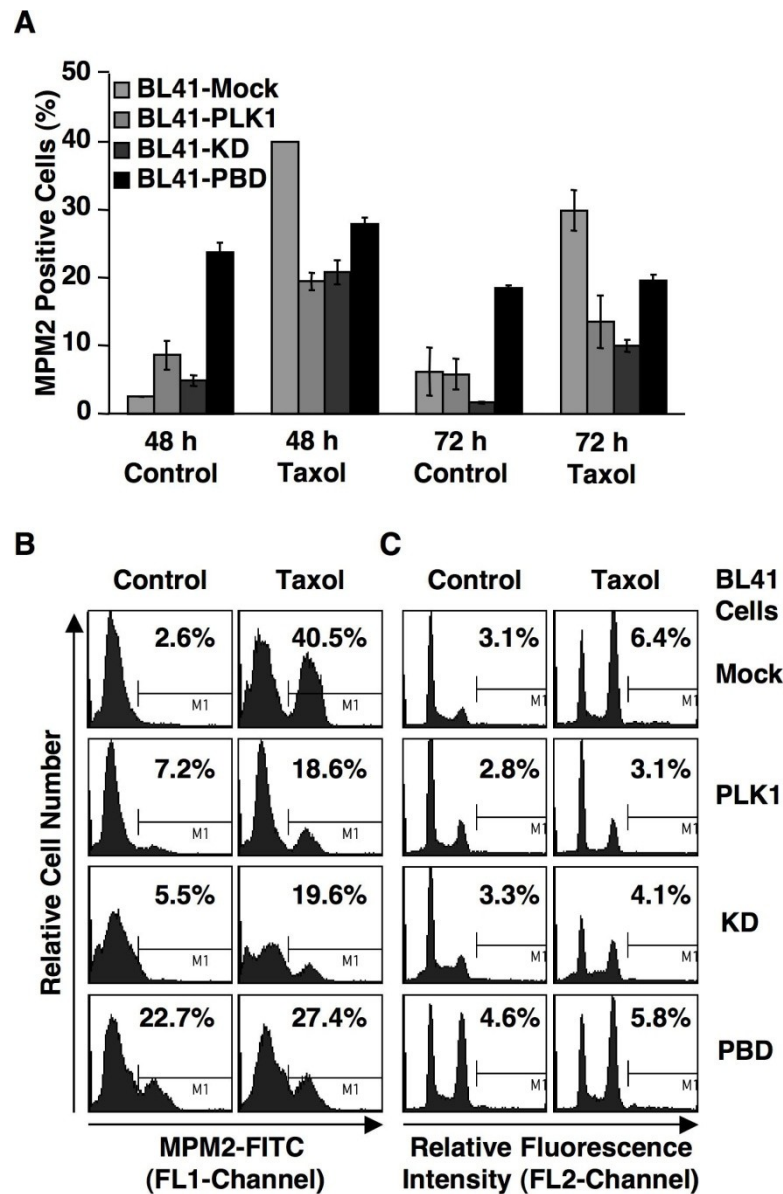 A
MPM2 Positive Cells (%)
50
40
30
20
10
0
BL41-Mock
BL41-PLK1
BL41-KD
BL41-PBD
48 h 48 h 72 h 72 h
Control Taxol Control Taxol
B C
Control Taxol Control Taxol BL41
Cells
2.6% 40.5% 3.1% 6.4% Mock
M1 M1 M1 M1
7.2% 18.6% 2.8% 3.1% PLK1
M1 M1 M1 M1
5.5% 19.6% 3.3% 4.1% KD
M1 M1 M1 M1
22.7% 27.4% 4.6% 5.8% PBD
M1 M1 M1 M1
Relative Cell Number
MPM2-FITC Relative Fluorescence
(FL1-Channel) Intensity (FL2-Channel)